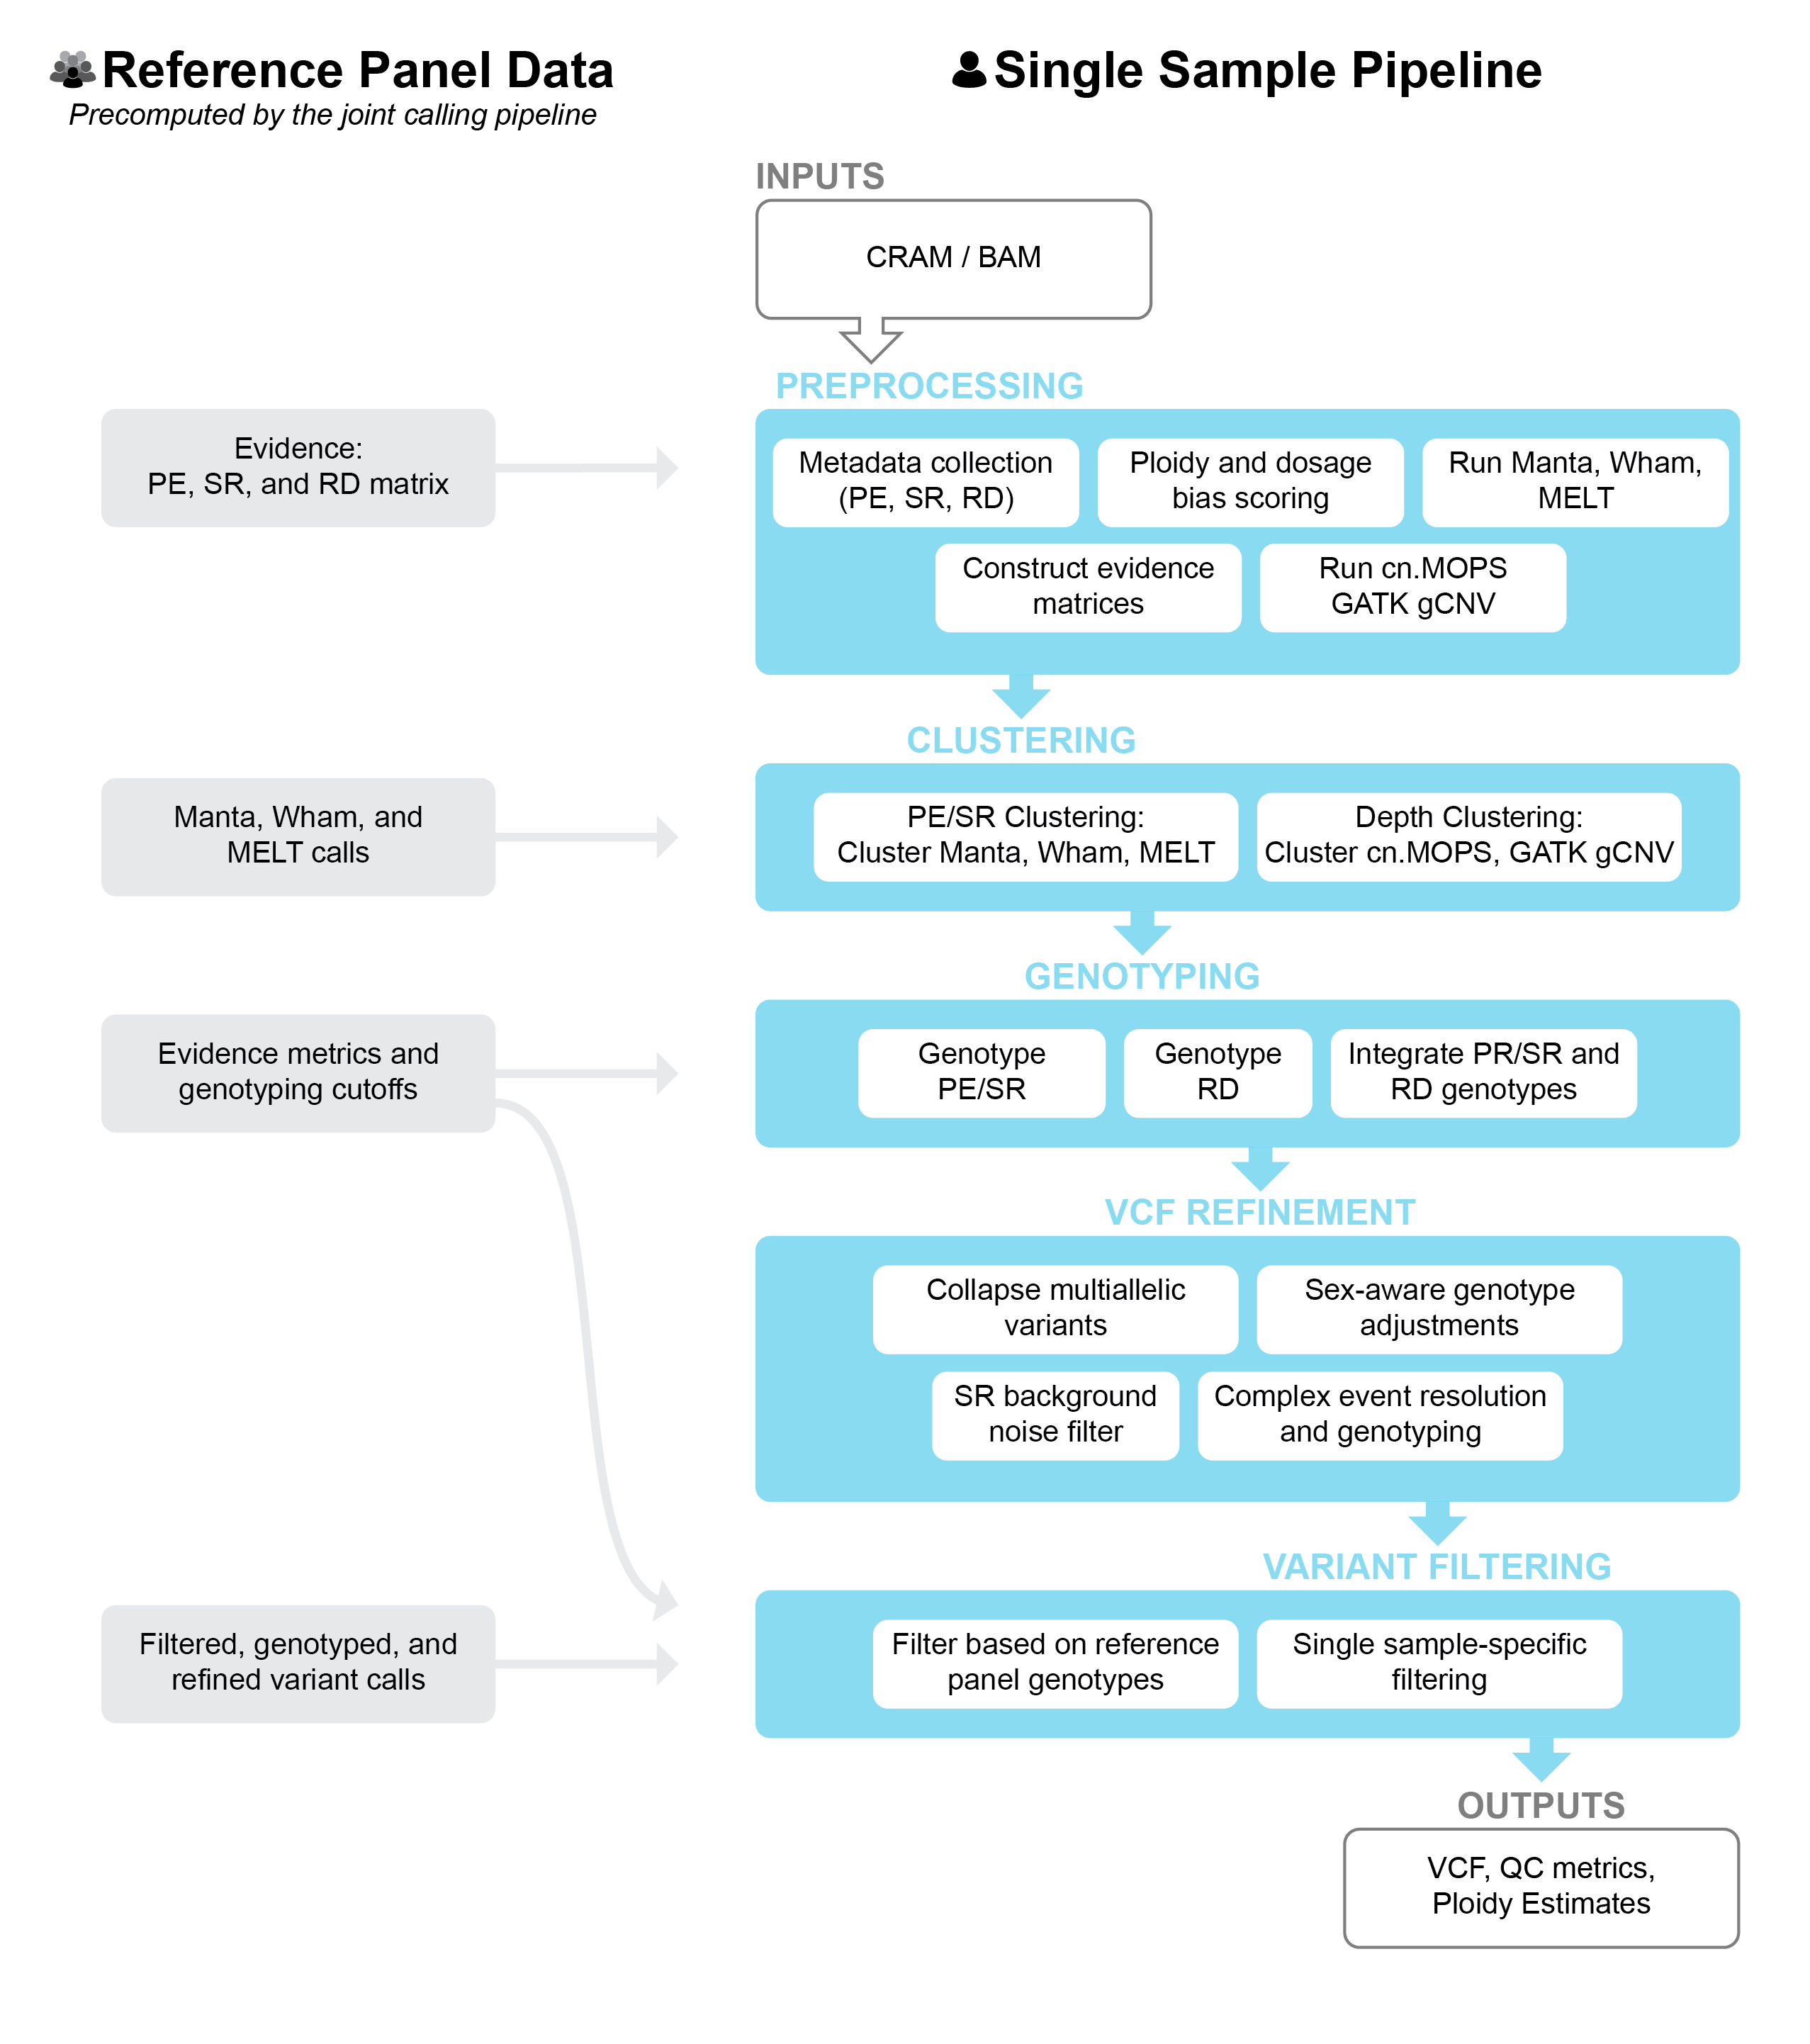 Reference Panel Data
Precomputed by the joint calling pipeline
Single Sample Pipeline
INPUTS
CRAM / BAM
PREPROCESSING
Evidence:
PE, SR, and RD matrix
Metadata collection
(PE, SR, RD)
Ploidy and dosage
bias scoring
Run Manta, Wham,
MELT
Construct evidence
matrices
Run cn.MOPS
GATK gCNV
CLUSTERING
Manta, Wham, and
MELT calls
PE/SR Clustering:
Cluster Manta, Wham, MELT
Depth Clustering:
Cluster cn.MOPS, GATK gCNV
GENOTYPING
Evidence metrics and
genotyping cutoffs
Genotype
PE/SR
Genotype
RD
Integrate PR/SR and
RD genotypes
VCF REFINEMENT
Collapse multiallelic
variants
Sex-aware genotype
adjustments
SR background
noise filter
Complex event resolution
and genotyping
VARIANT FILTERING
Filtered, genotyped, and
refined variant calls
Filter based on reference
panel genotypes
Single sample-specific
filtering
OUTPUTS
VCF, QC metrics,
Ploidy Estimates